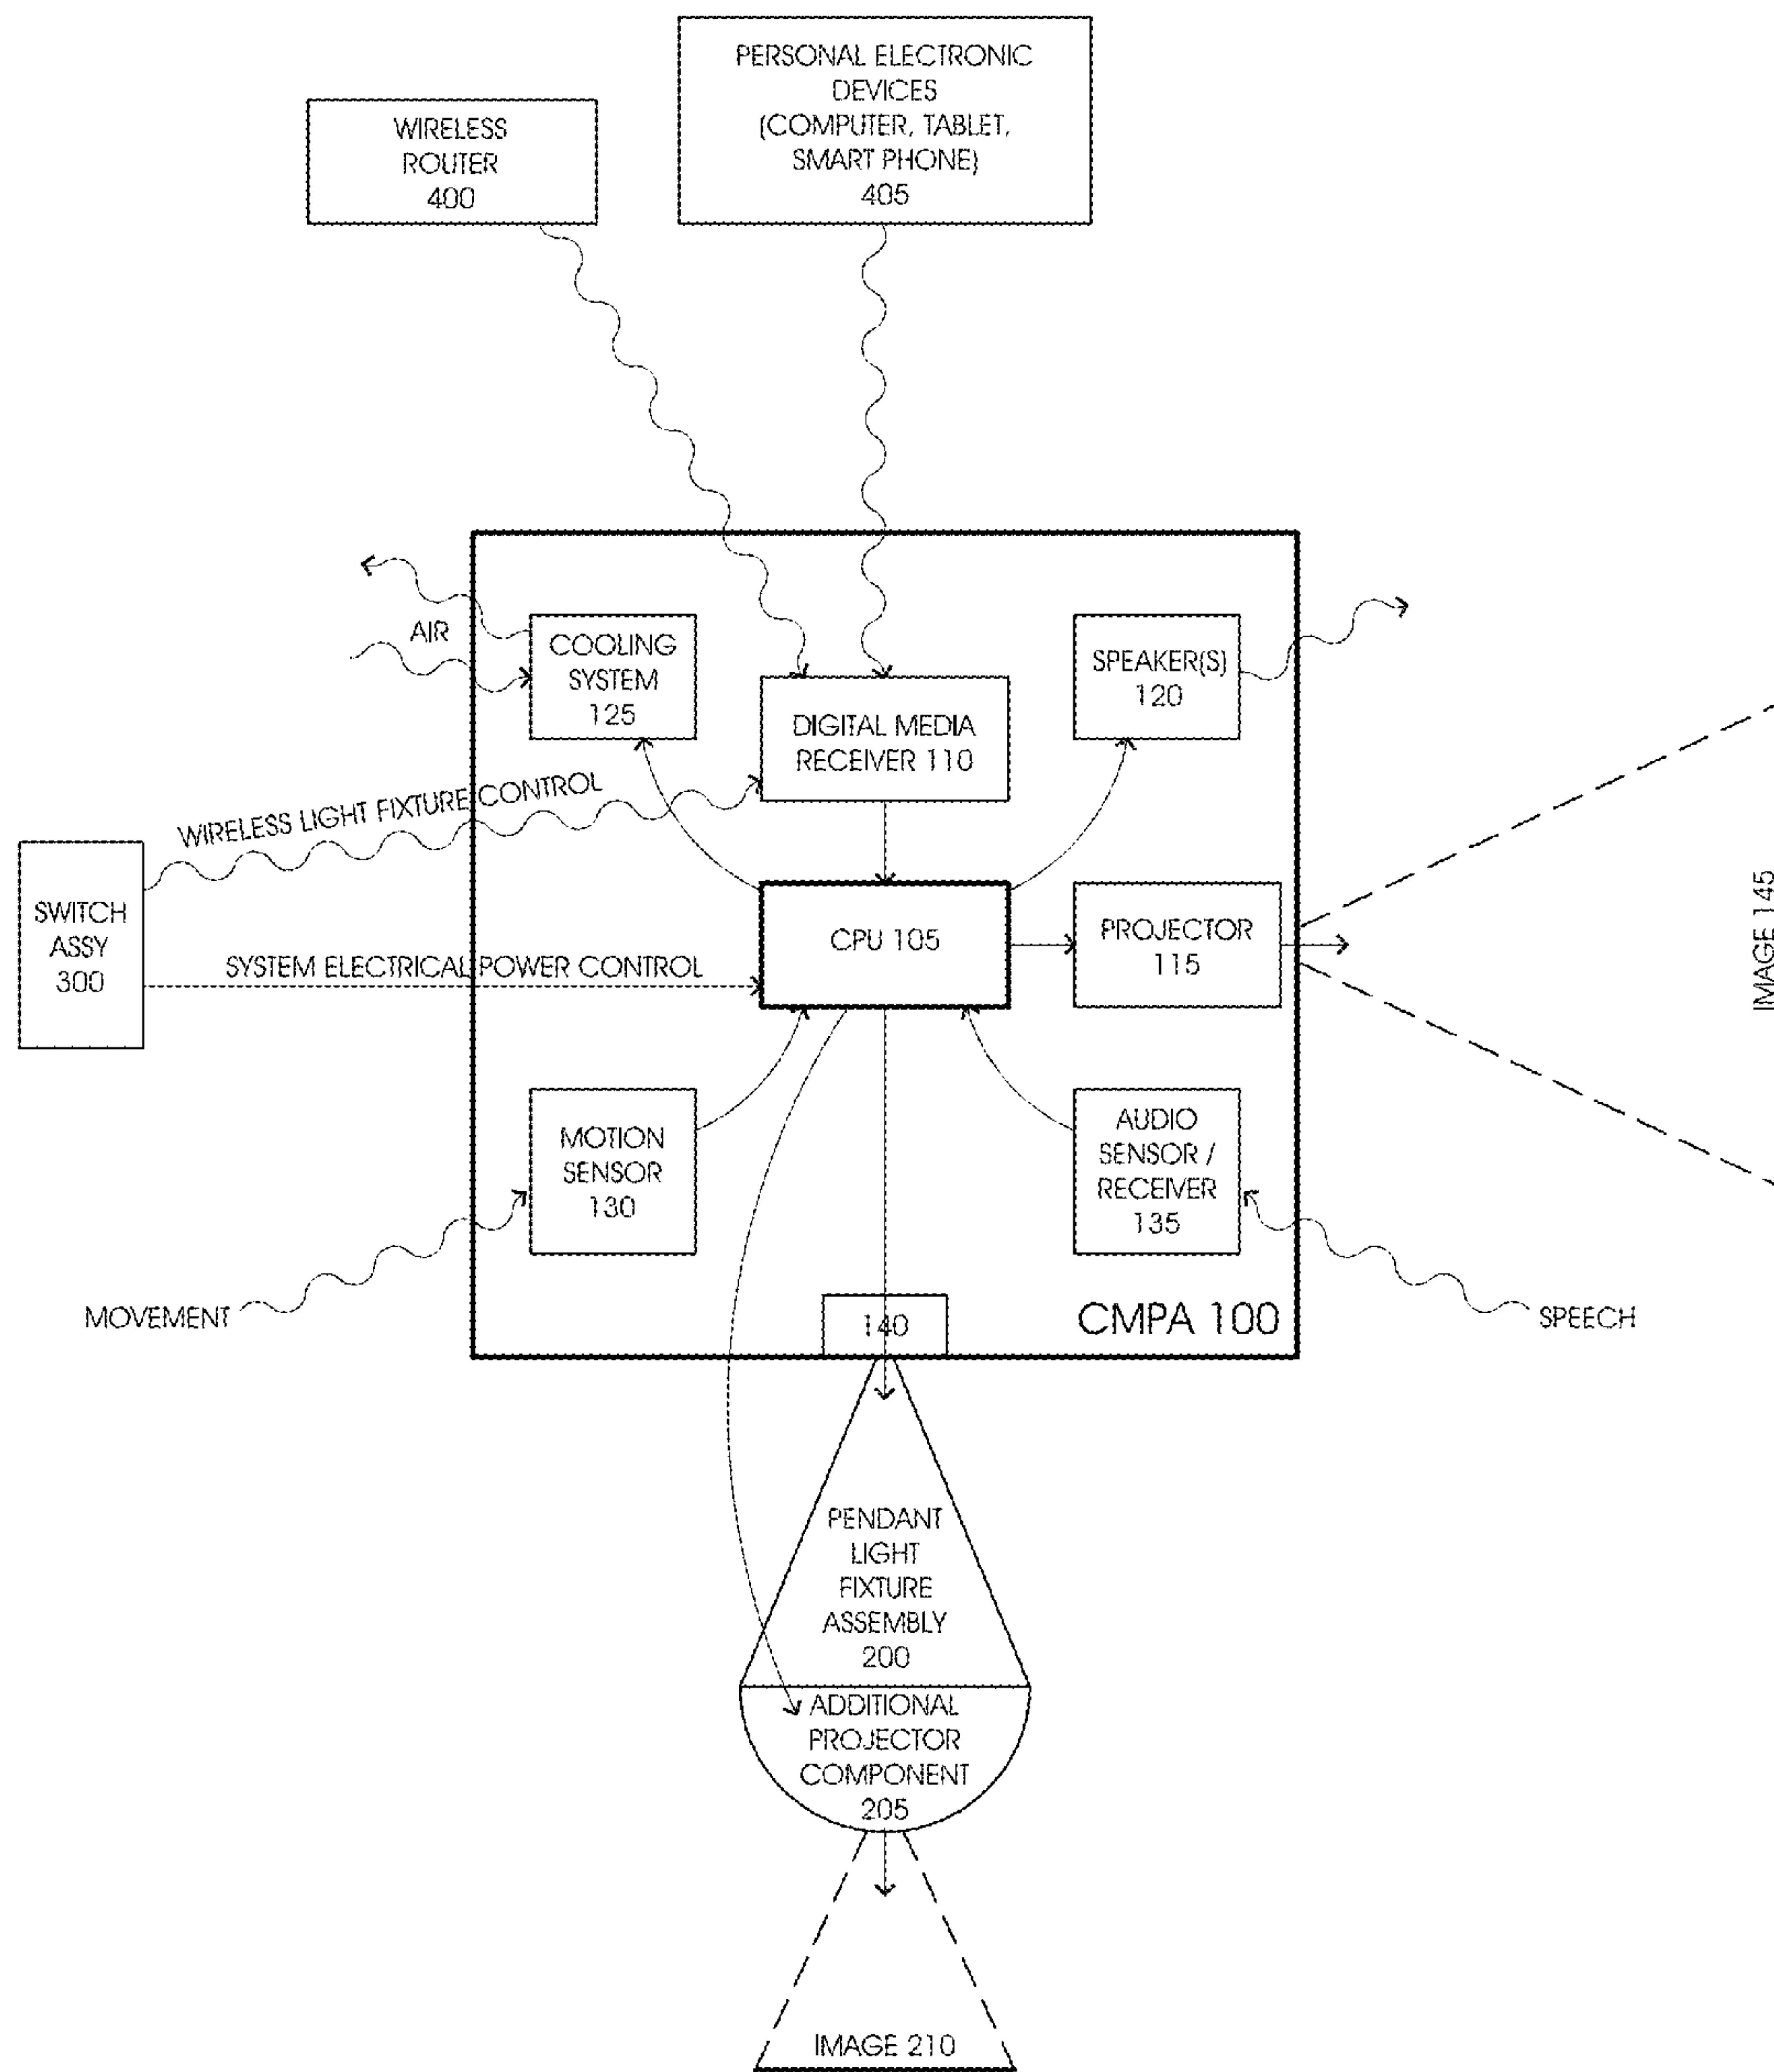 PERSONAL ELECTRONIC
DEVICES
(COMPUTER, TABLET,
SMART PHONE)
405
WIRELESS
ROUTER
400
AIR
COOLING
SYSTEM
125
SPEAKER(S)
120
DIGITAL MEDIA
RECEIVER 110
WIRELESS LIGHT FIXTURE CONTROL
SWITCH
ASSY
300
SYSTEM ELECTRICAL POWER CONTROL
CPU 105
PROJECTOR
115
IMAGE 145
MOTION
SENSOR
130
AUDIO
SENSOR /
RECEIVER
135
MOVEMENT
140
CMPA 100
SPEECH
PENDANT
LIGHT
FIXTURE
ASSEMBLY
200
ADDITIONAL
PROJECTOR
COMPONENT
205
IMAGE 210